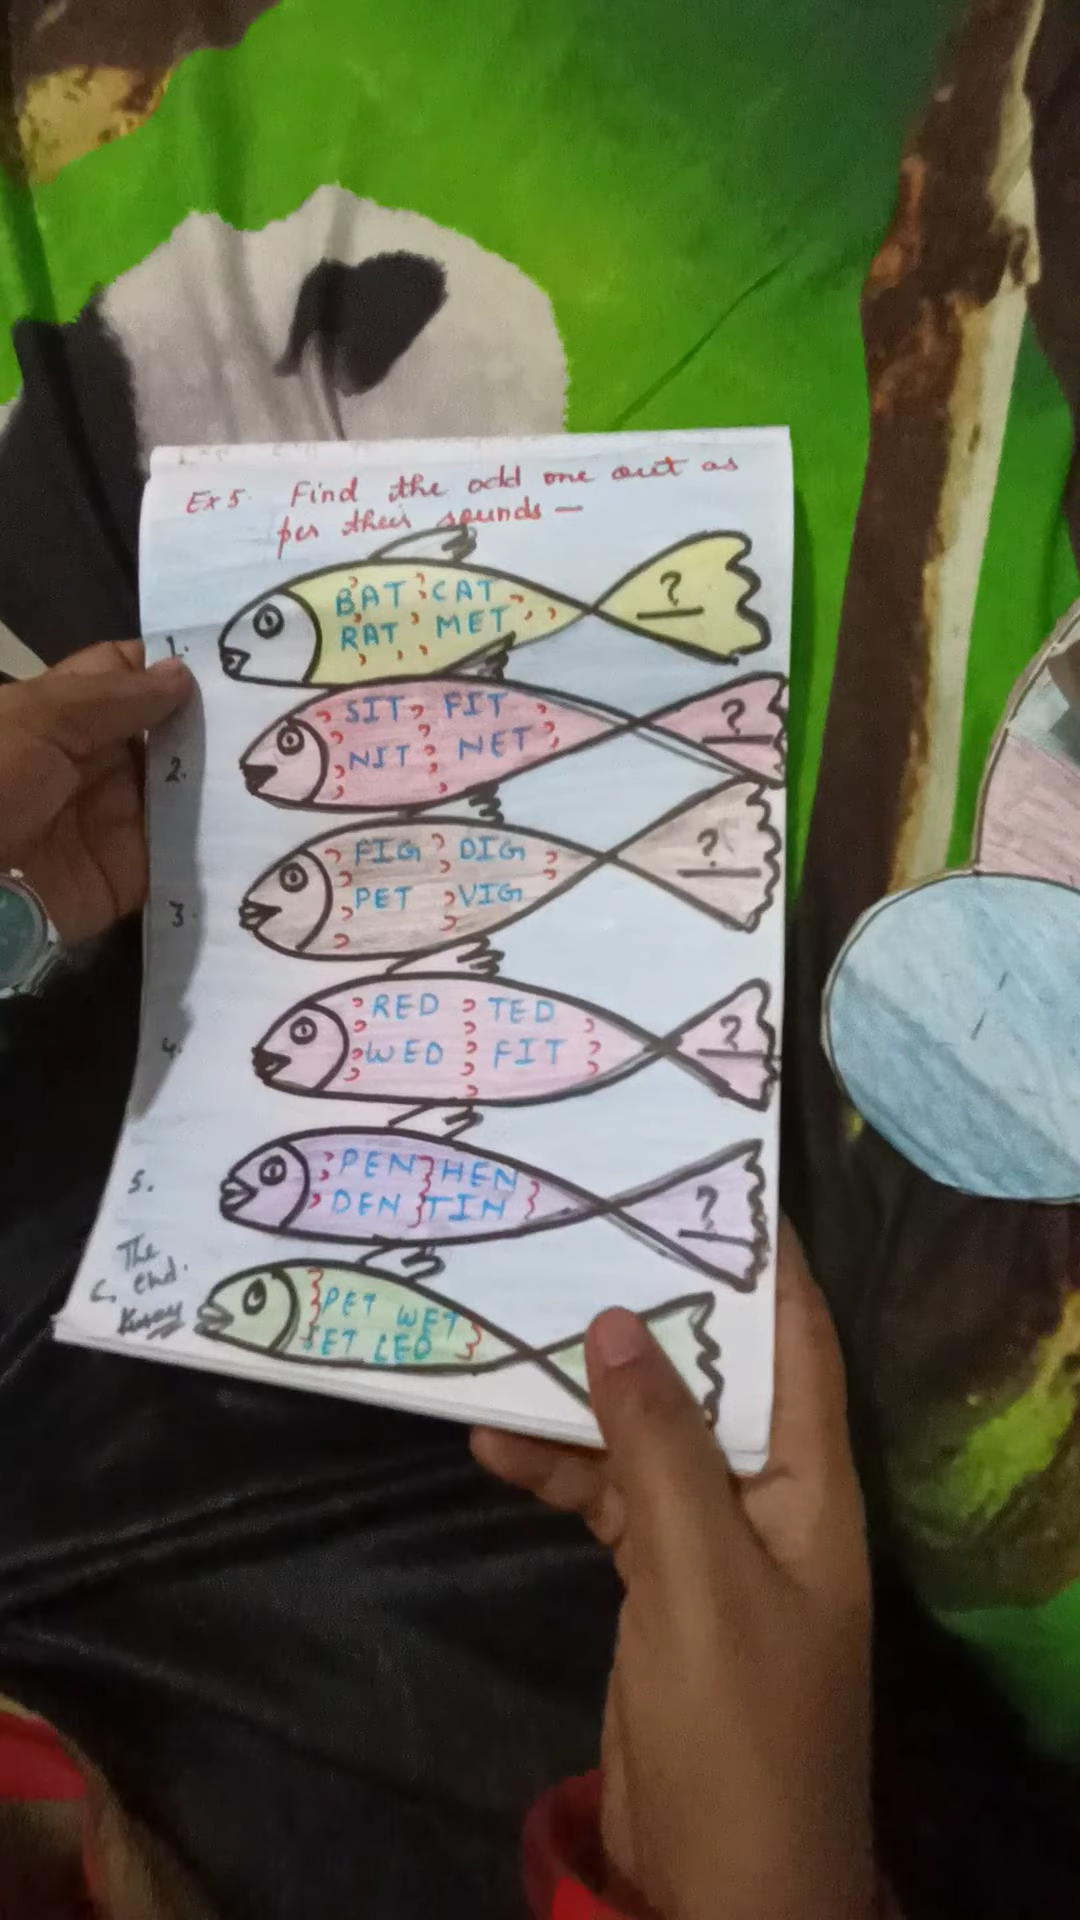 Ex 5. Find the odd one out as
per their sounds —
1. BAT CAT ?
RAT MET
2. SIT FIT ?
NIT NET
3. FIG DIG ?
PET VIG
4. RED TED ?
WED FIT
5. PEN HEN ?
DEN TIN
The
end.
PET WET
SET LED